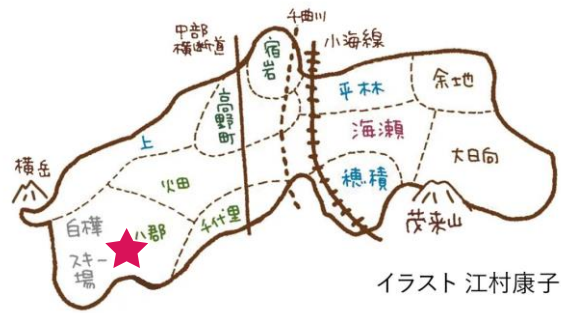 千曲川
中部
横断道
宿岩
小海線
平林
余地
高野町
海瀬
上
大日向
横岳
畑
穂積
千代里
茂来山
白樺
スキー
場
八郡
イラスト 江村康子